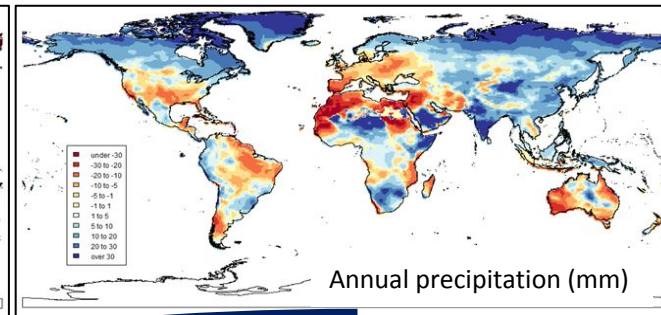 under -30
-30 to -20
-20 to -10
-10 to -5
-5 to -1
-1 to 1
1 to 5
5 to 10
10 to 20
20 to 30
over 30
Annual precipitation (mm)